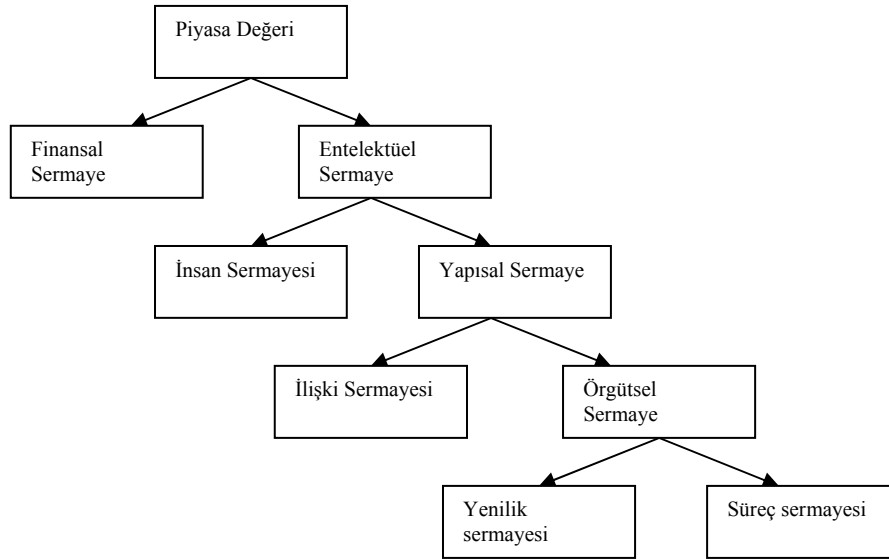 Piyasa Değeri
Finansal
Sermaye
Entelektüel
Sermaye
İnsan Sermayesi
Yapısal Sermaye
İlişki Sermayesi
Örgütsel
Sermaye
Yenilik
sermayesi
Süreç sermayesi